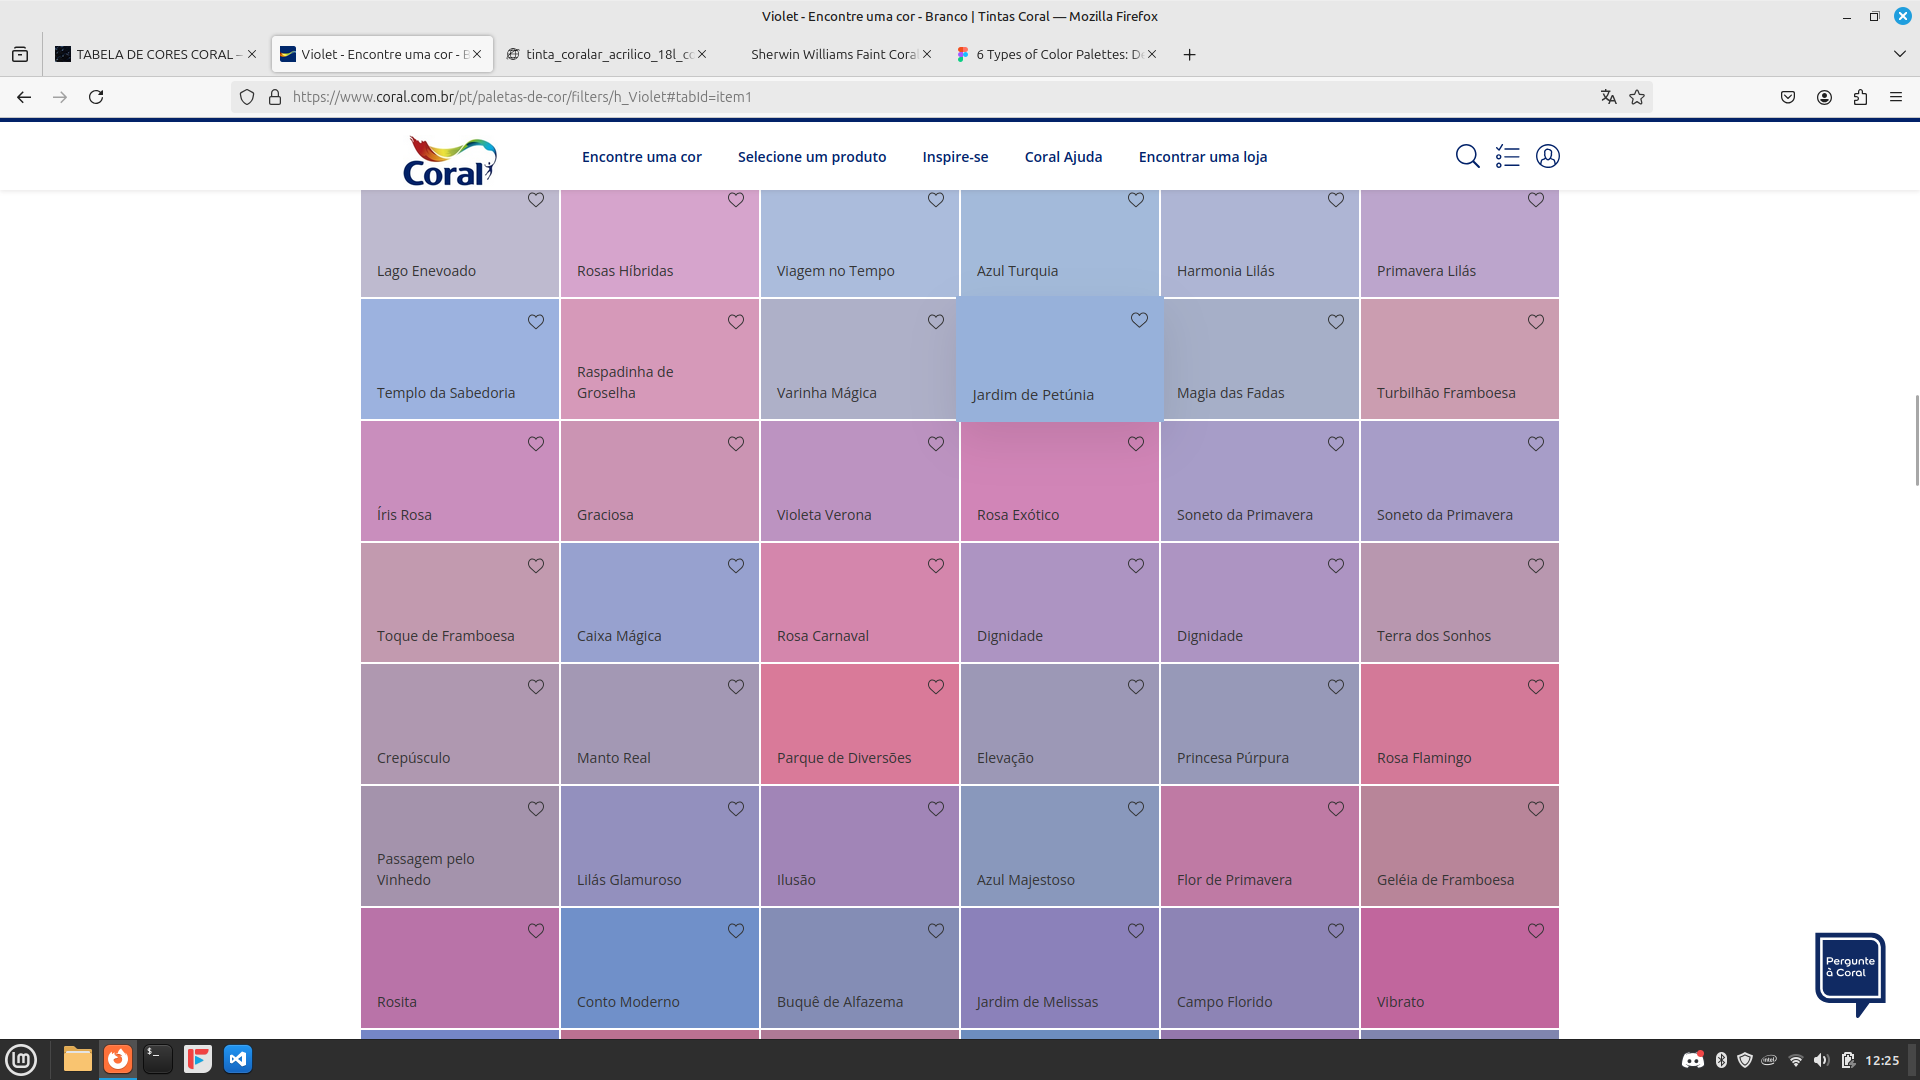 Violet - Encontre uma cor - Branco | Tintas Coral — Mozilla Firefox
TABELA DE CORES CORAL –
Violet - Encontre uma cor - B
tinta_coralar_acrilico_18l_cc
Sherwin Williams Faint Coral
6 Types of Color Palettes: De
https://www.coral.com.br/pt/paletas-de-cor/filters/h_Violet#tabId=item1
Coral
Encontre uma cor
Selecione um produto
Inspire-se
Coral Ajuda
Encontrar uma loja
Lago Enevoado
Rosas Híbridas
Viagem no Tempo
Azul Turquia
Harmonia Lilás
Primavera Lilás
Templo da Sabedoria
Raspadinha de
Groselha
Varinha Mágica
Jardim de Petúnia
Magia das Fadas
Turbilhão Framboesa
Íris Rosa
Graciosa
Violeta Verona
Rosa Exótico
Soneto da Primavera
Soneto da Primavera
Toque de Framboesa
Caixa Mágica
Rosa Carnaval
Dignidade
Dignidade
Terra dos Sonhos
Crepúsculo
Manto Real
Parque de Diversões
Elevação
Princesa Púrpura
Rosa Flamingo
Passagem pelo
Vinhedo
Lilás Glamuroso
Ilusão
Azul Majestoso
Flor de Primavera
Geléia de Framboesa
Rosita
Conto Moderno
Buquê de Alfazema
Jardim de Melissas
Campo Florido
Vibrato
Pergunte
à Coral
12:25